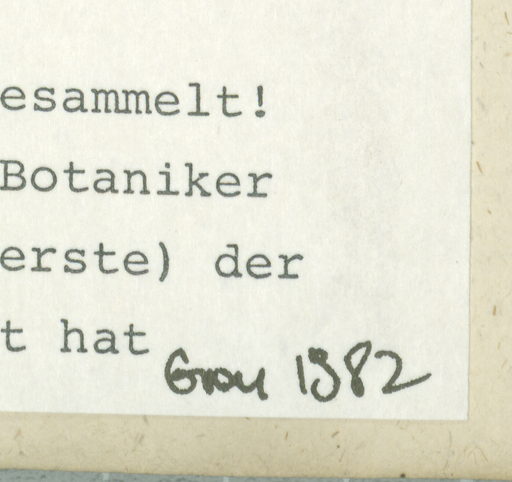 esammelt!
Botaniker
erste) der
t hat
1982